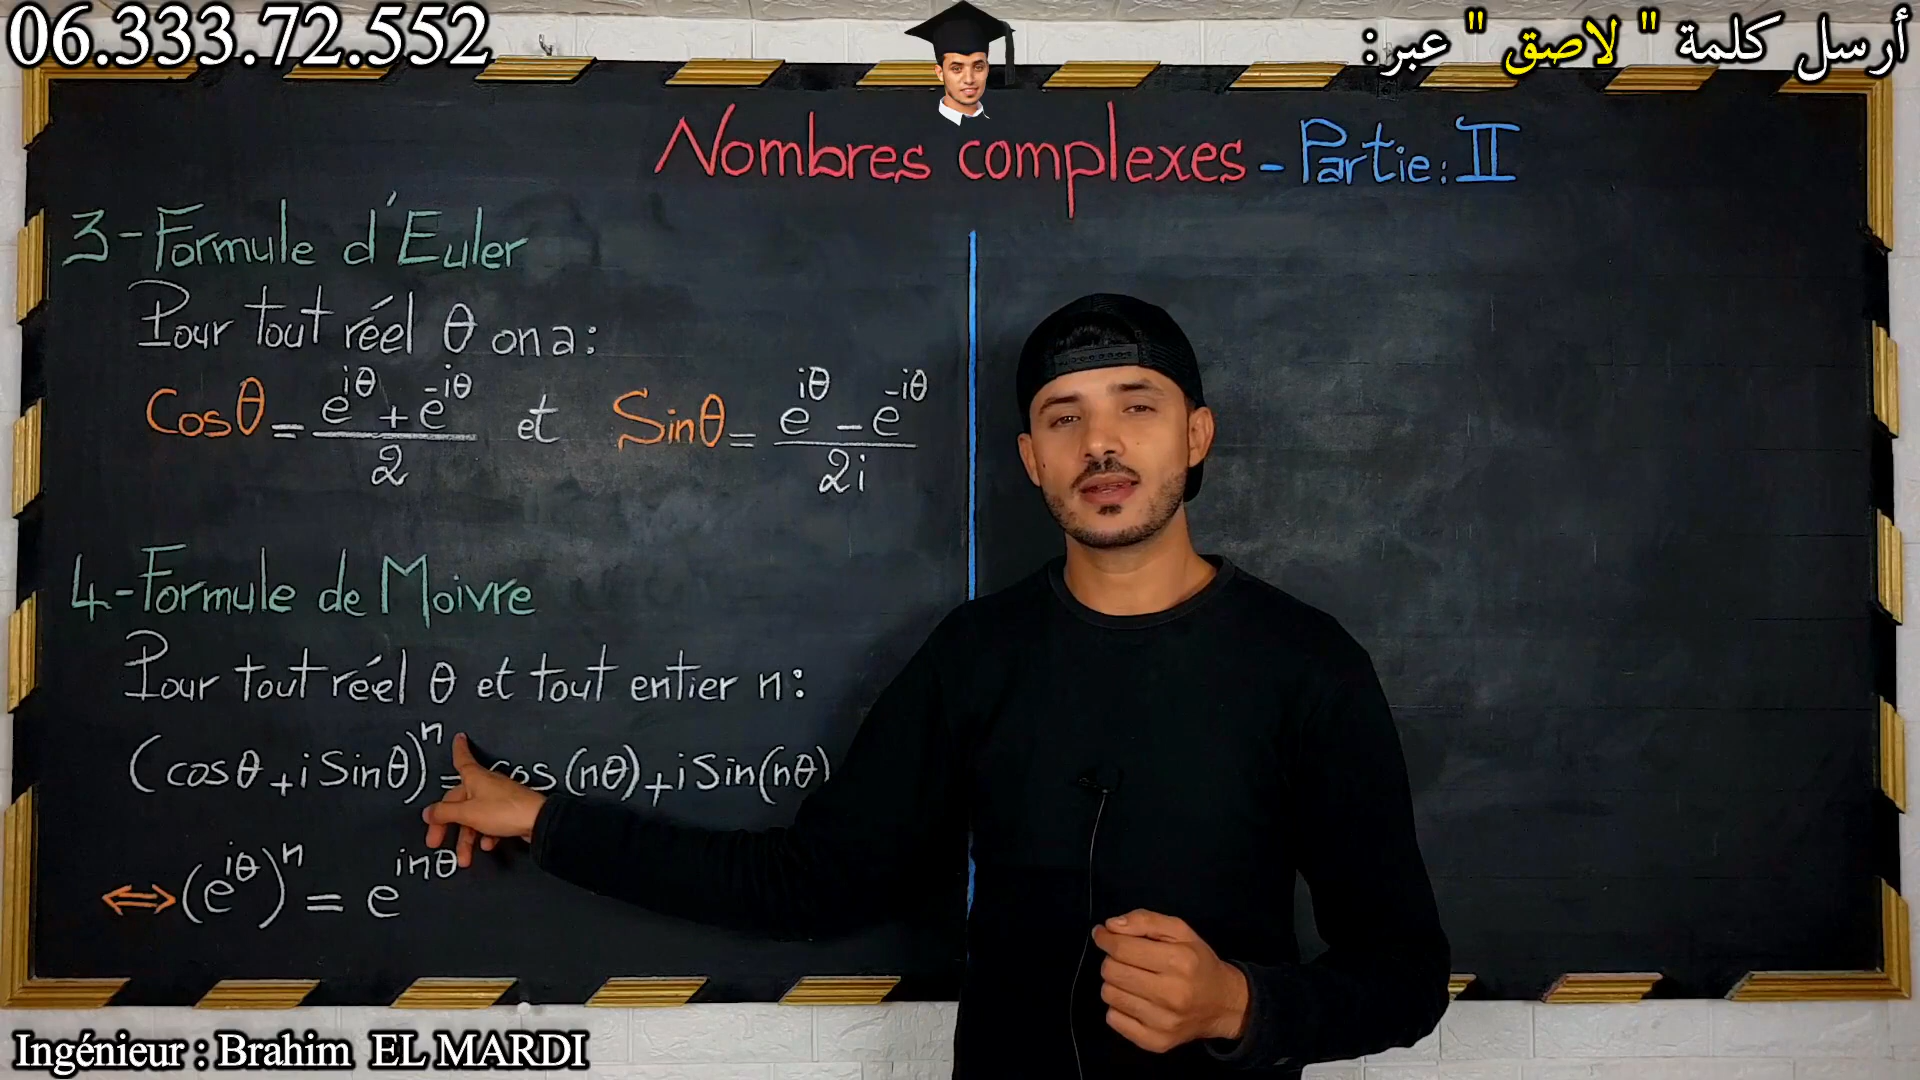 06.333.72.552
أرسل كلمة " لاصق " عبر:
Nombres complexes - Partie: II
3-Formule d'Euler
Pour tout réel θ on a:
Cosθ = (e^{iθ} + e^{-iθ})/2 et Sinθ = (e^{iθ} - e^{-iθ})/2i
4-Formule de Moivre
Pour tout réel θ et tout entier n:
(cosθ + i Sinθ)^n = cos(nθ) + i Sin(nθ)
⇔ (e^{iθ})^n = e^{inθ}
Ingénieur : Brahim EL MARDI